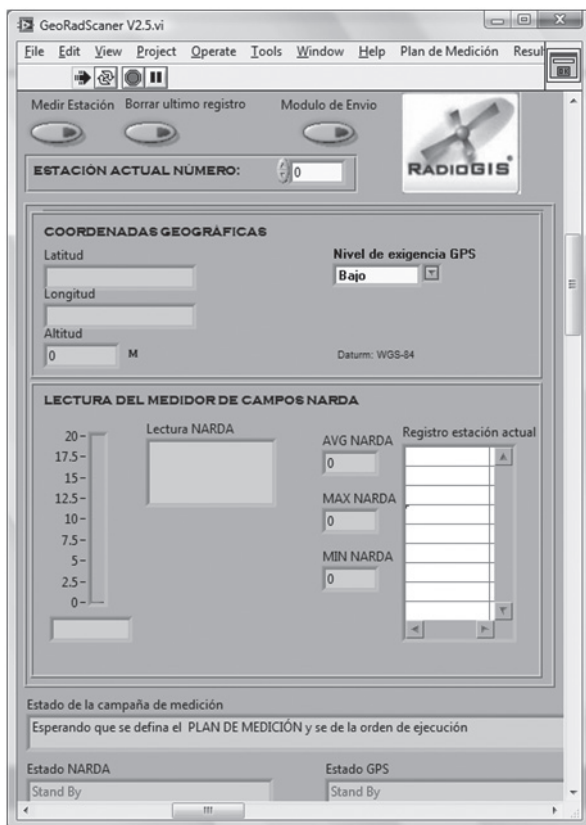 GeoRadScaner V2.5.vi
File Edit View Project Operate Tools Window Help Plan de Medición Resul
Medir Estación Borrar ultimo registro Modulo de Envio
ESTACIÓN ACTUAL NÚMERO: 0
RADIOGIS
COORDENADAS GEOGRÁFICAS
Latitud
Nivel de exigencia GPS
Bajo
Longitud
Altitud
0 M
Daturm: WGS-84
LECTURA DEL MEDIDOR DE CAMPOS NARDA
Lectura NARDA
AVG NARDA
0
MAX NARDA
0
MIN NARDA
0
Registro estación actual
20
17.5
15
12.5
10
7.5
5
2.5
0
Estado de la campaña de medición
Esperando que se defina el PLAN DE MEDICIÓN y se de la orden de ejecución
Estado NARDA Estado GPS
Stand By Stand By